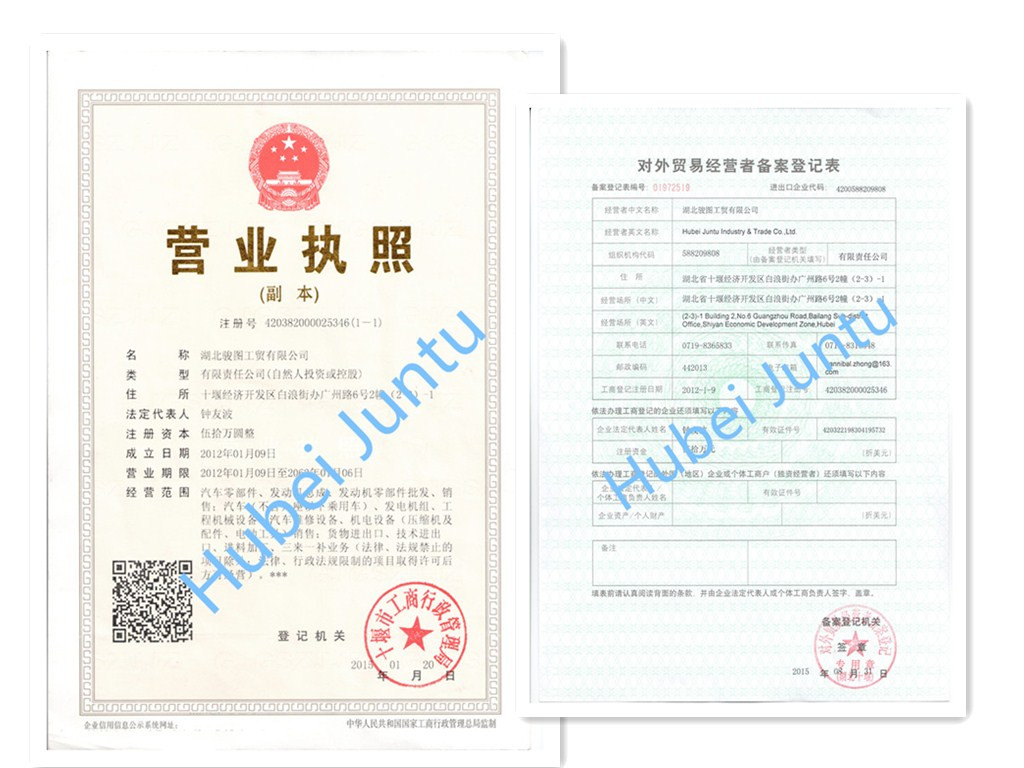 营业执照
(副 本)
注册号 420382000025346(1-1)
名 称 湖北骏图工贸有限公司
类 型 有限责任公司(自然人投资或控股)
住 所 十堰经济开发区白浪街办广州路6号2幢(2-3)-1
法定代表人 钟友波
注册资本 伍拾万圆整
成立日期 2012年01月09日
营业期限 2012年01月09日至20 年01月06日
经营范围 汽车零部件、发动机总成、发动机零部件批发、销
售;汽车(不含 座 乘用车)、发电机组、工
程机械设备、汽车维修设备、机电设备(压缩机及
配件、电动工 销售;货物进出口、技术进出
口、进料加 三来一补业务(法律、法规禁止的
项目除 法律、行政法规限制的项目取得许可后
方 经营)。***
登记机关
十堰市工商行政管理局
2015 01 20
年 月 日
企业信用信息公示系统网址:
中华人民共和国国家工商行政管理总局监制
Hubei Juntu
对外贸易经营者备案登记表
备案登记表编号: 01972519 进出口企业代码: 4200588209808
经营者中文名称 湖北骏图工贸有限公司
经营者英文名称 Hubei Juntu Industry & Trade Co.,Ltd.
组织机构代码 588209808 经营者类型 (由备案登记机关填写) 有限责任公司
住 所 湖北省十堰经济开发区白浪街办广州路6号2幢(2-3)-1
经营场所(中文) 湖北省十堰经济开发区白浪街办广州路6号2幢(2-3)-1
经营场所(英文) (2-3)-1 Building 2,No 6 Guangzhou Road,Bailang Sub-district
Office,Shiyan Economic Development Zone,Hubei
联系电话 0719-8365833 联系传真 0719-83
邮政编码 442013 电子邮箱 hannibal.zhong@163.
com
工商登记注册日期 2012-1-9 工商登记注册号 420382000025346
依法办理工商登记的企业还须填写以下内容
企业法定代表人姓名 钟友波 有效证件号 420322198304195732
注册资金 伍拾万元 (折美元)
依法办理工商登记的外国(地区)企业或个体工商户(独资经营者)还须填写以下内容
企业法定代表人/
个体工商负责人姓名 有效证件号
企业资产/个人财产 (折美元)
备注
填表前请认真阅读背面的条款,并由企业法定代表人或个体工商负责人签字、盖章。
备案登记机关
签 章
专用章
2015 年 08 月 31 日
Hubei Juntu